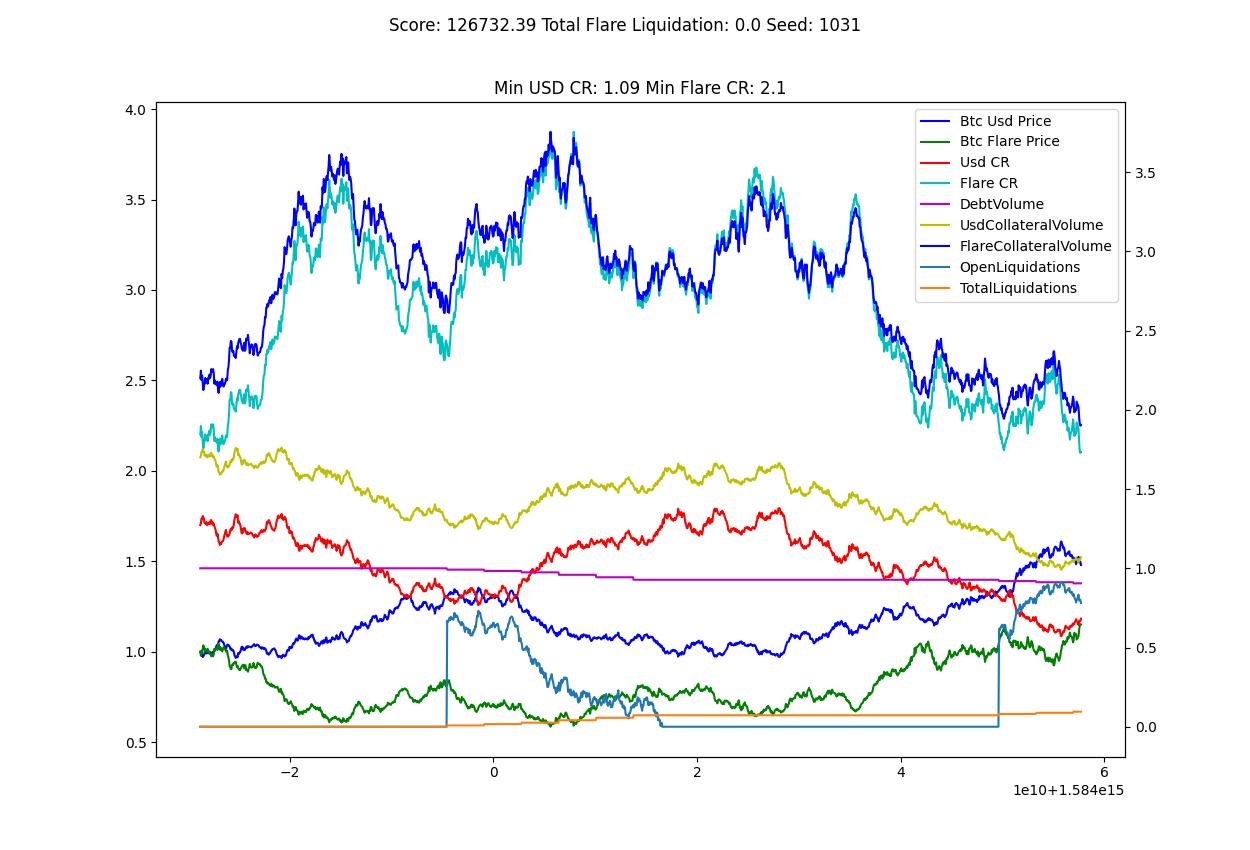 Score: 126732.39 Total Flare Liquidation: 0.0 Seed: 1031
Min USD CR: 1.09 Min Flare CR: 2.1
4.0
3.5
3.0
2.5
2.0
1.5
1.0
0.5
Btc Usd Price
Btc Flare Price
Usd CR
Flare CR
DebtVolume
UsdCollateralVolume
FlareCollateralVolume
OpenLiquidations
TotalLiquidations
3.5
3.0
2.5
2.0
1.5
1.0
0.5
0.0
−2 0 2 4 6
1e10+1.584e15